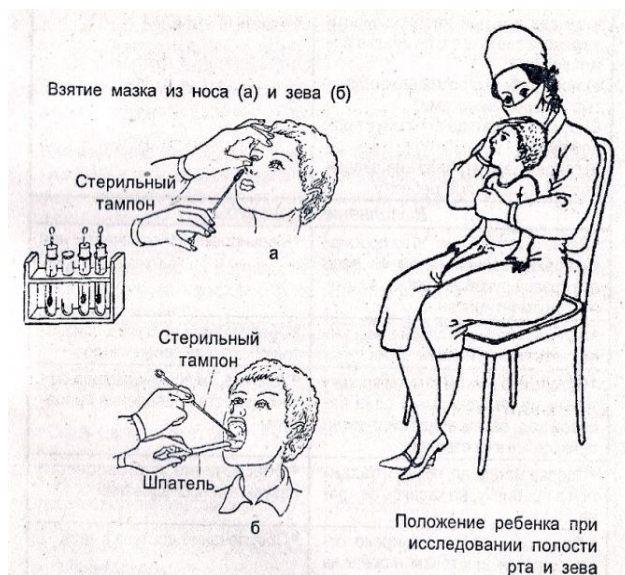 Взятие мазка из носа (а) и зева (б)
Стерильный
тампон
а
Стерильный
тампон
Шпатель
б
Положение ребенка при
исследовании полости
рта и зева